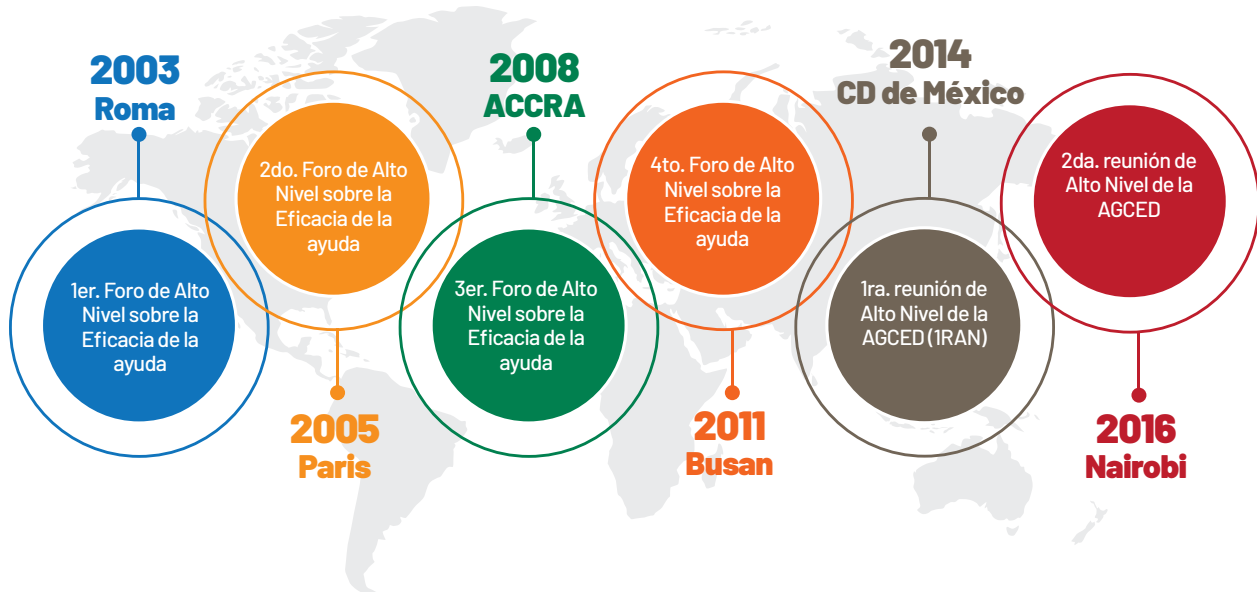 2003
Roma
1er. Foro de Alto
Nivel sobre la
Eficacia de la
ayuda
2do. Foro de Alto
Nivel sobre la
Eficacia de la
ayuda
2005
Paris
2008
ACCRA
3er. Foro de Alto
Nivel sobre la
Eficacia de la
ayuda
4to. Foro de Alto
Nivel sobre la
Eficacia de la
ayuda
2011
Busan
2014
CD de México
1ra. reunión de
Alto Nivel de la
AGCED (1RAN)
2da. reunión de
Alto Nivel de la
AGCED
2016
Nairobi